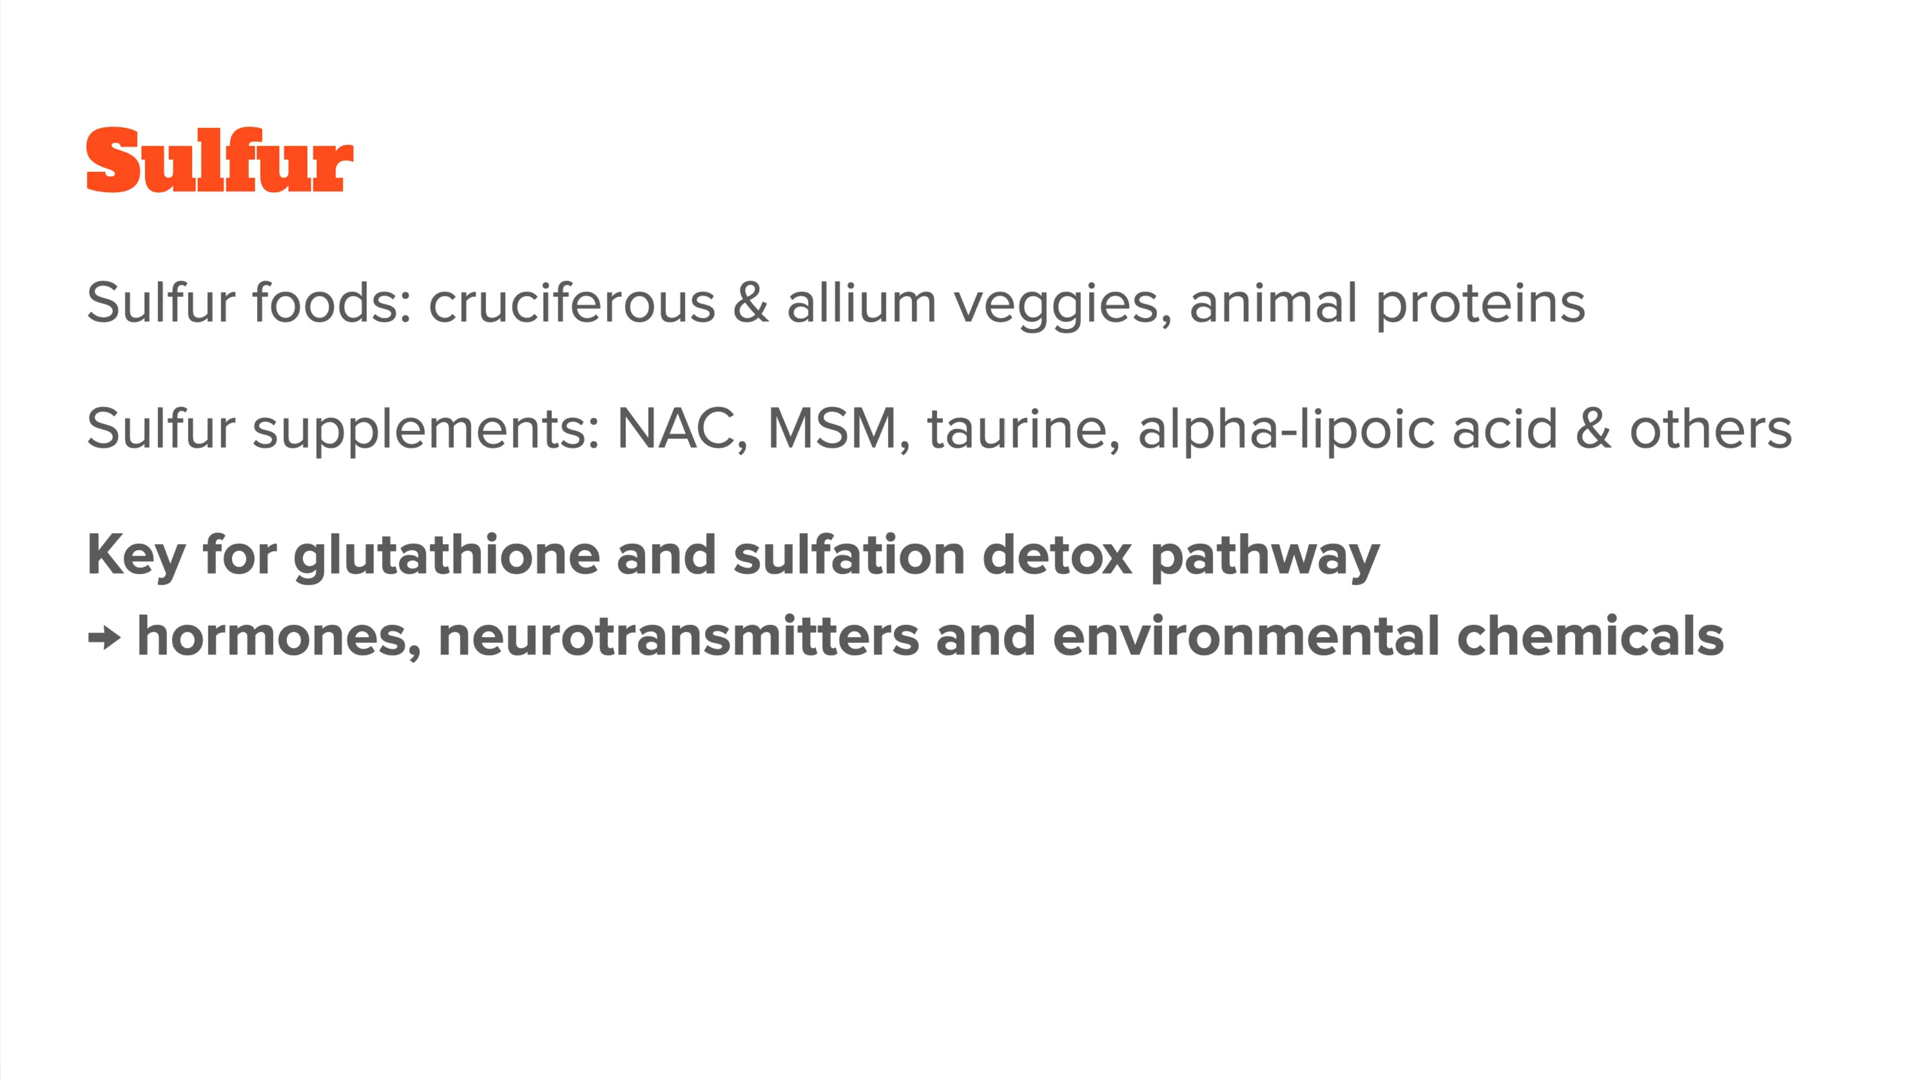 Sulfur
Sulfur foods: cruciferous & allium veggies, animal proteins
Sulfur supplements: NAC, MSM, taurine, alpha-lipoic acid & others
Key for glutathione and sulfation detox pathway
→ hormones, neurotransmitters and environmental chemicals